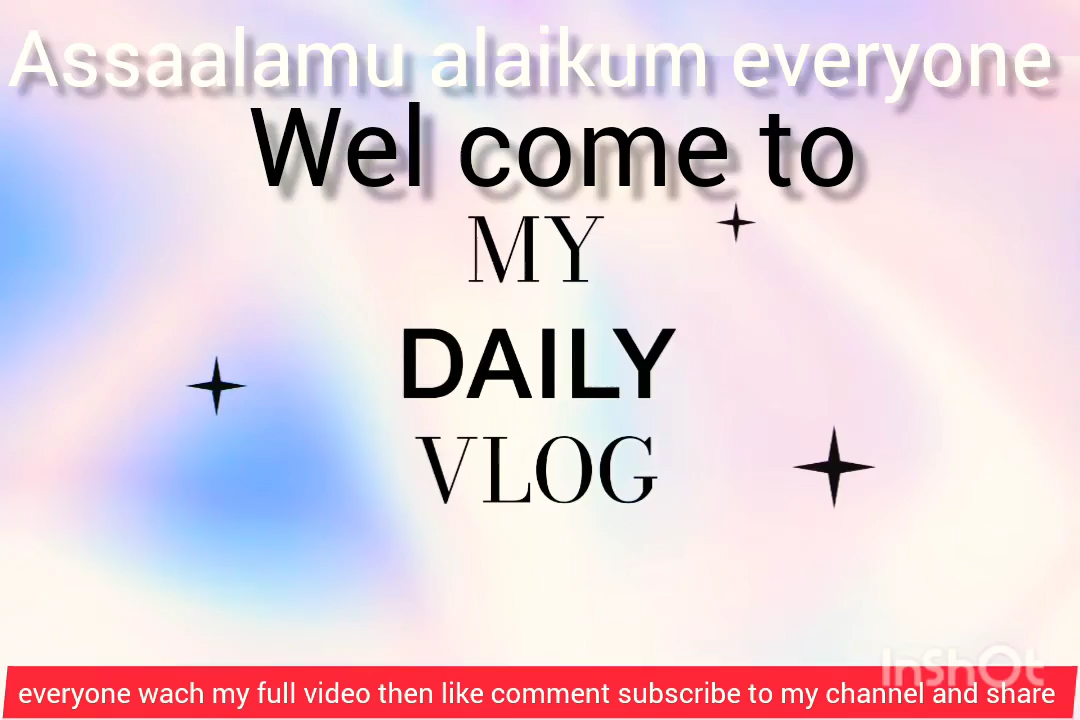 Assaalamu alaikum everyone
Wel come to
MY
DAILY
VLOG
InShOt
everyone wach my full video then like comment subscribe to my channel and share